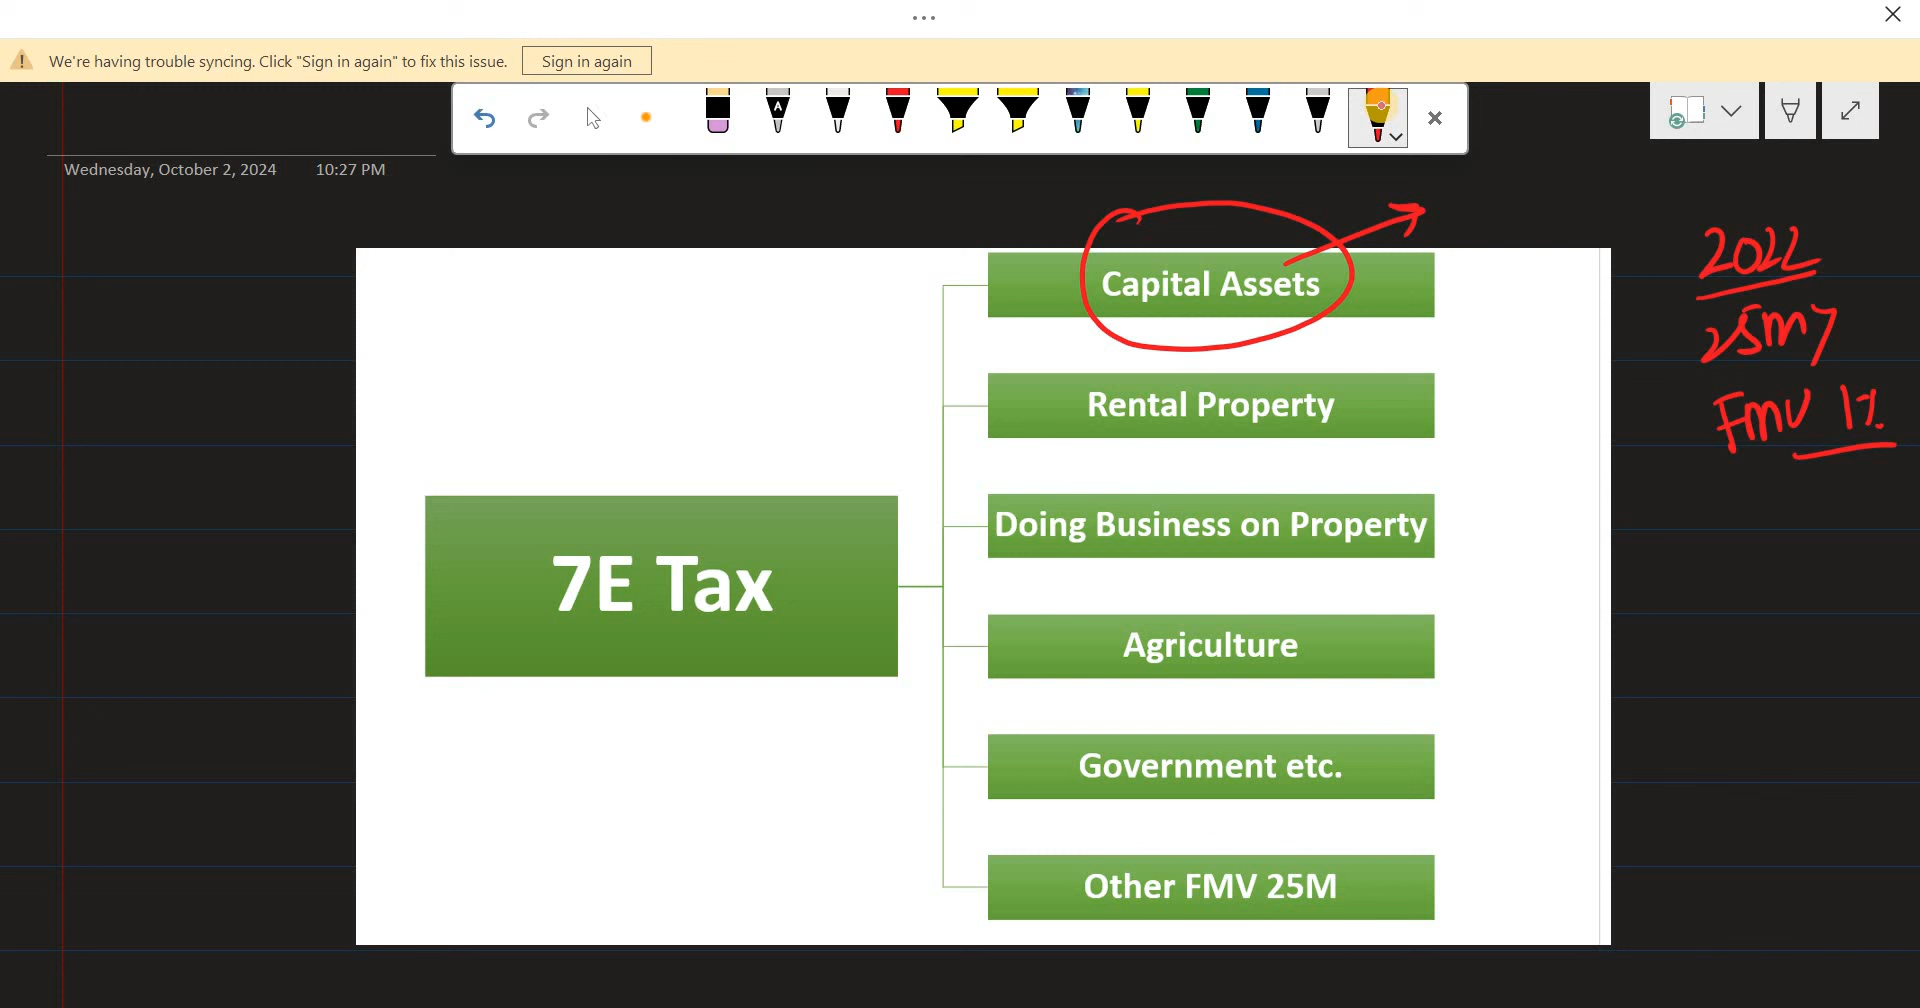 We're having trouble syncing. Click "Sign in again" to fix this issue.
Sign in again
A
Wednesday, October 2, 2024 10:27 PM
7E Tax
Capital Assets
Rental Property
Doing Business on Property
Agriculture
Government etc.
Other FMV 25M
2022
25m7
Fmv 1%